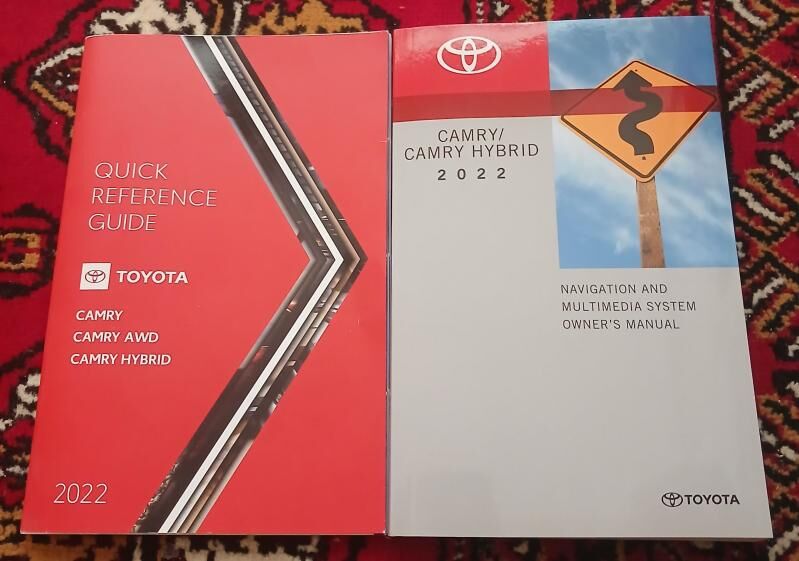 QUICK
REFERENCE
GUIDE
TOYOTA
CAMRY
CAMRY AWD
CAMRY HYBRID
2022
CAMRY/
CAMRY HYBRID
2022
NAVIGATION AND
MULTIMEDIA SYSTEM
OWNER'S MANUAL
TOYOTA